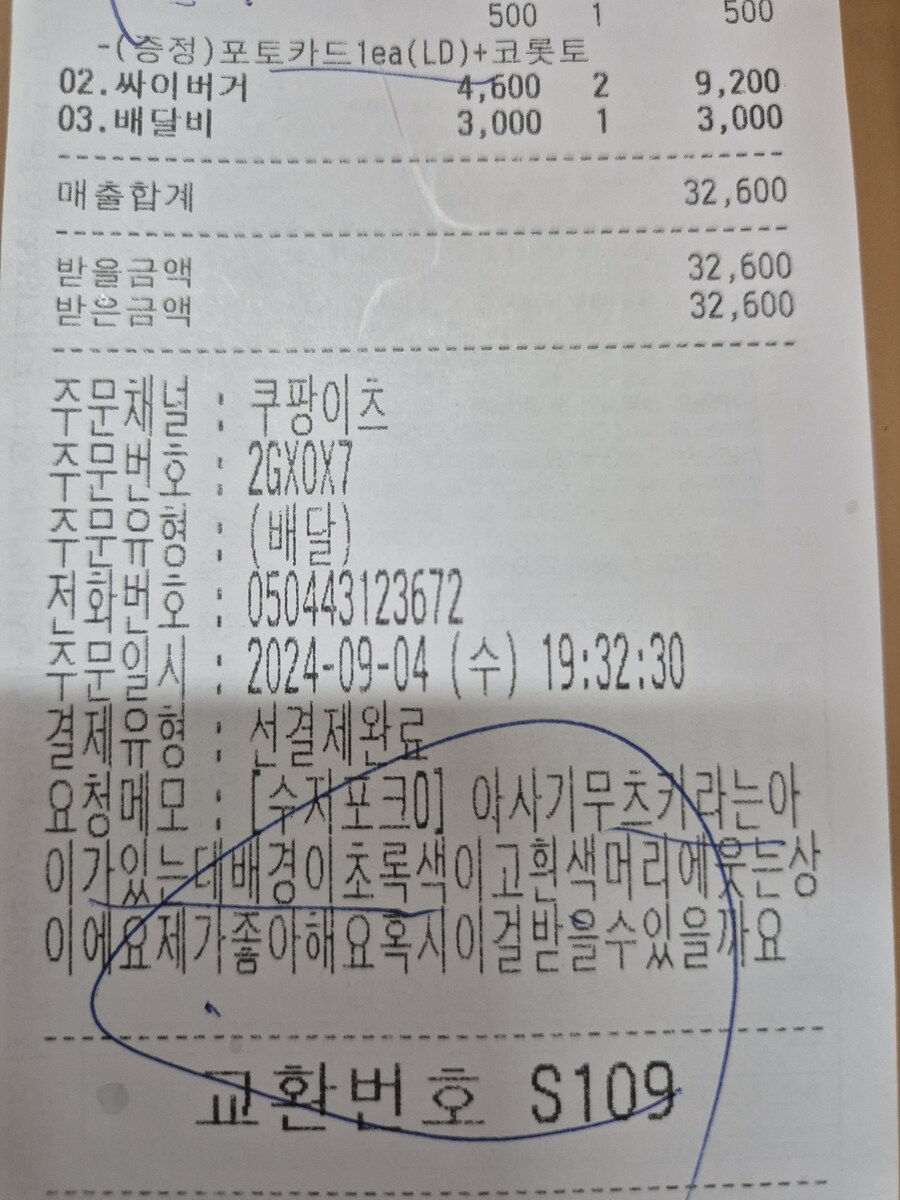 500 1 500
-(증정)포토카드1ea(LD)+코롯토
02.싸이버거 4,600 2 9,200
03.배달비 3,000 1 3,000
매출합계 32,600
받을금액 32,600
받은금액 32,600
주문채널 : 쿠팡이츠
주문번호 : 2GX0X7
주문유형 : (배달)
전화번호 : 050443123672
주문일시 : 2024-09-04 (수) 19:32:30
결제유형 : 선결제완료
요청메모 : [수저포크0] 아사기무츠키라는아
이가있는데배경이초록색이고흰색머리에웃는상
이에요제가좋아해요혹시이걸받을수있을까요
교환번호 S109